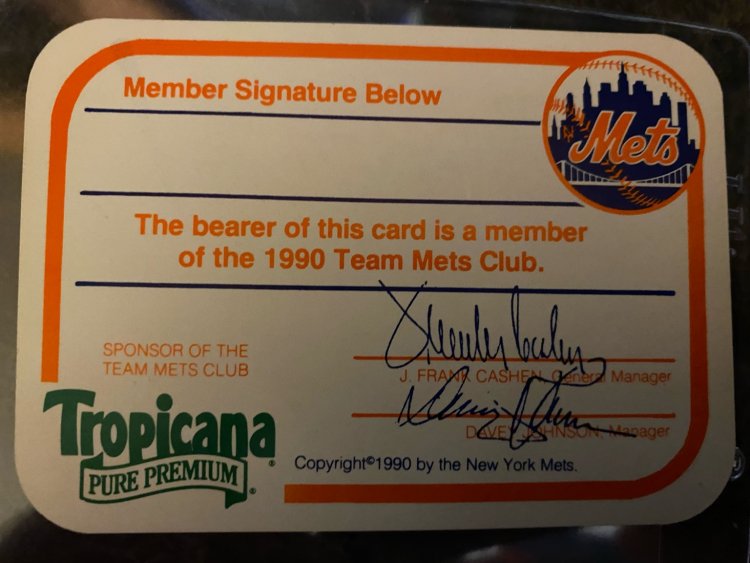 Member Signature Below
Mets
The bearer of this card is a member
of the 1990 Team Mets Club.
SPONSOR OF THE
TEAM METS CLUB
J. FRANK CASHEN, General Manager
DAVEY JOHNSON, Manager
Tropicana®
PURE PREMIUM®
Copyright©1990 by the New York Mets.